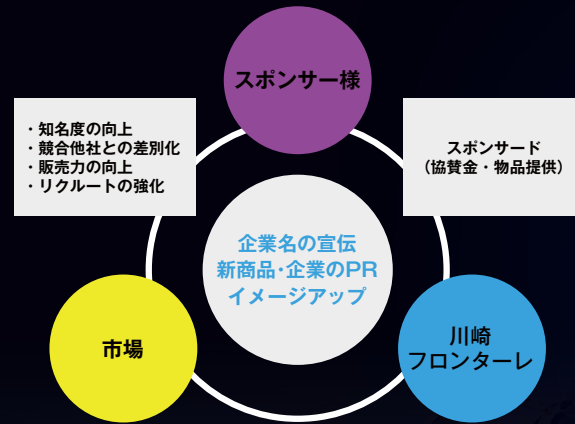 スポンサー様
・知名度の向上
・競合他社との差別化
・販売力の向上
・リクルートの強化
スポンサード
（協賛金・物品提供）
企業名の宣伝
新商品・企業のPR
イメージアップ
市場
川崎
フロンターレ